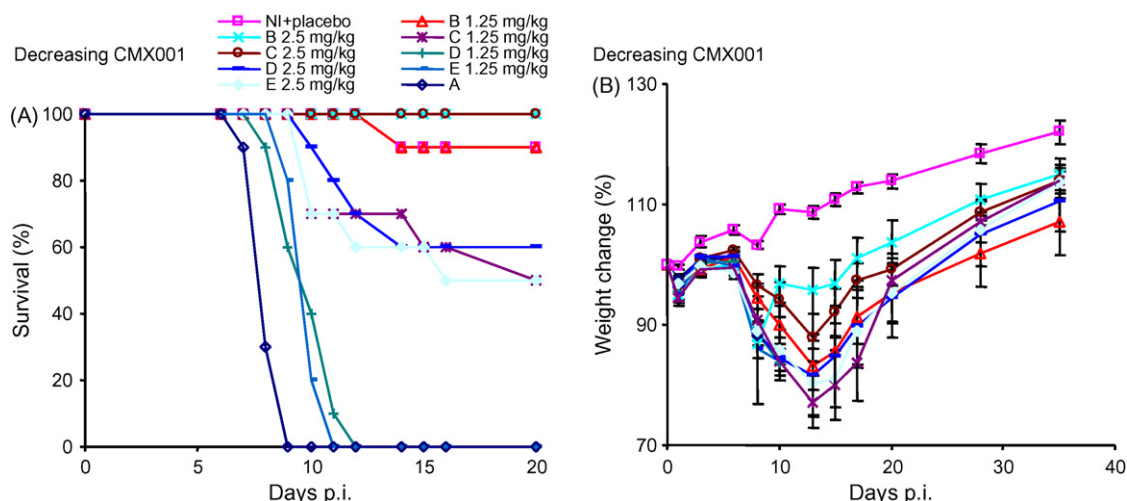 Decreasing CMX001
NI+placebo
B 1.25 mg/kg
B 2.5 mg/kg
C 1.25 mg/kg
C 2.5 mg/kg
D 1.25 mg/kg
D 2.5 mg/kg
E 1.25 mg/kg
E 2.5 mg/kg
A
(A)
Survival (%)
100
80
60
40
20
0
0 5 10 15 20
Days p.i.
Decreasing CMX001
(B)
Weight change (%)
130
110
90
70
0 10 20 30 40
Days p.i.